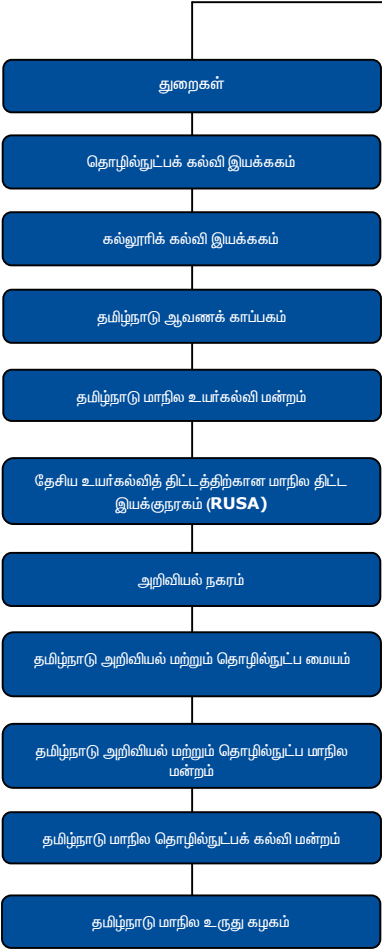 துறைகள்
தொழில்நுட்பக் கல்வி இயக்ககம்
கல்லூரிக் கல்வி இயக்ககம்
தமிழ்நாடு ஆவணக் காப்பகம்
தமிழ்நாடு மாநில உயர்கல்வி மன்றம்
தேசிய உயர்கல்வித் திட்டத்திற்கான மாநில திட்ட
இயக்குநரகம் (RUSA)
அறிவியல் நகரம்
தமிழ்நாடு அறிவியல் மற்றும் தொழில்நுட்ப மையம்
தமிழ்நாடு அறிவியல் மற்றும் தொழில்நுட்ப மாநில
மன்றம்
தமிழ்நாடு மாநில தொழில்நுட்பக் கல்வி மன்றம்
தமிழ்நாடு மாநில உருது கழகம்